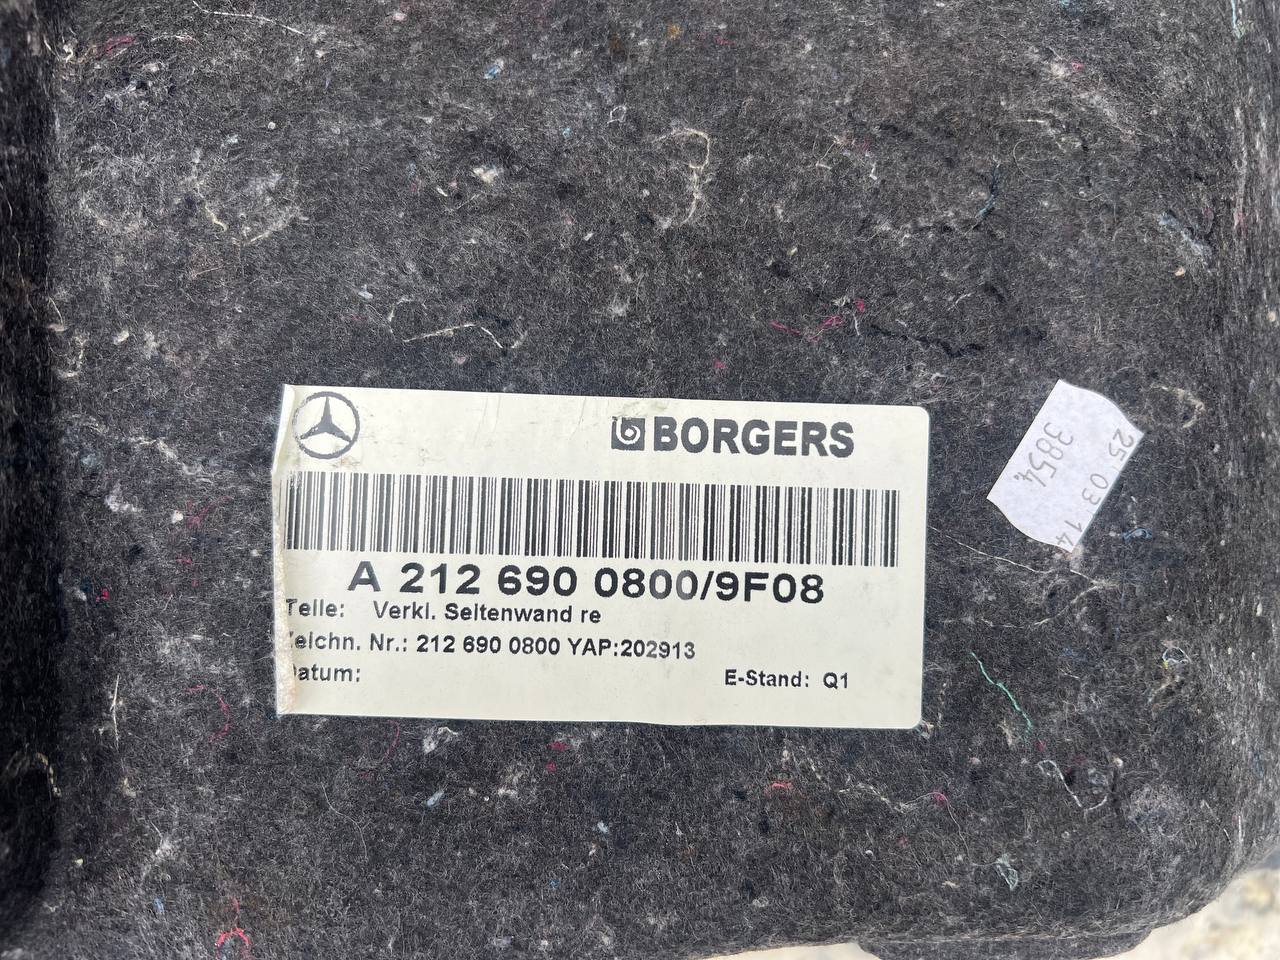 BORGERS
A 212 690 0800/9F08
Teile: Verkl. Seitenwand re
Zeichn. Nr.: 212 690 0800 YAP:202913
Datum:
E-Stand: Q1
25 03 14
3854